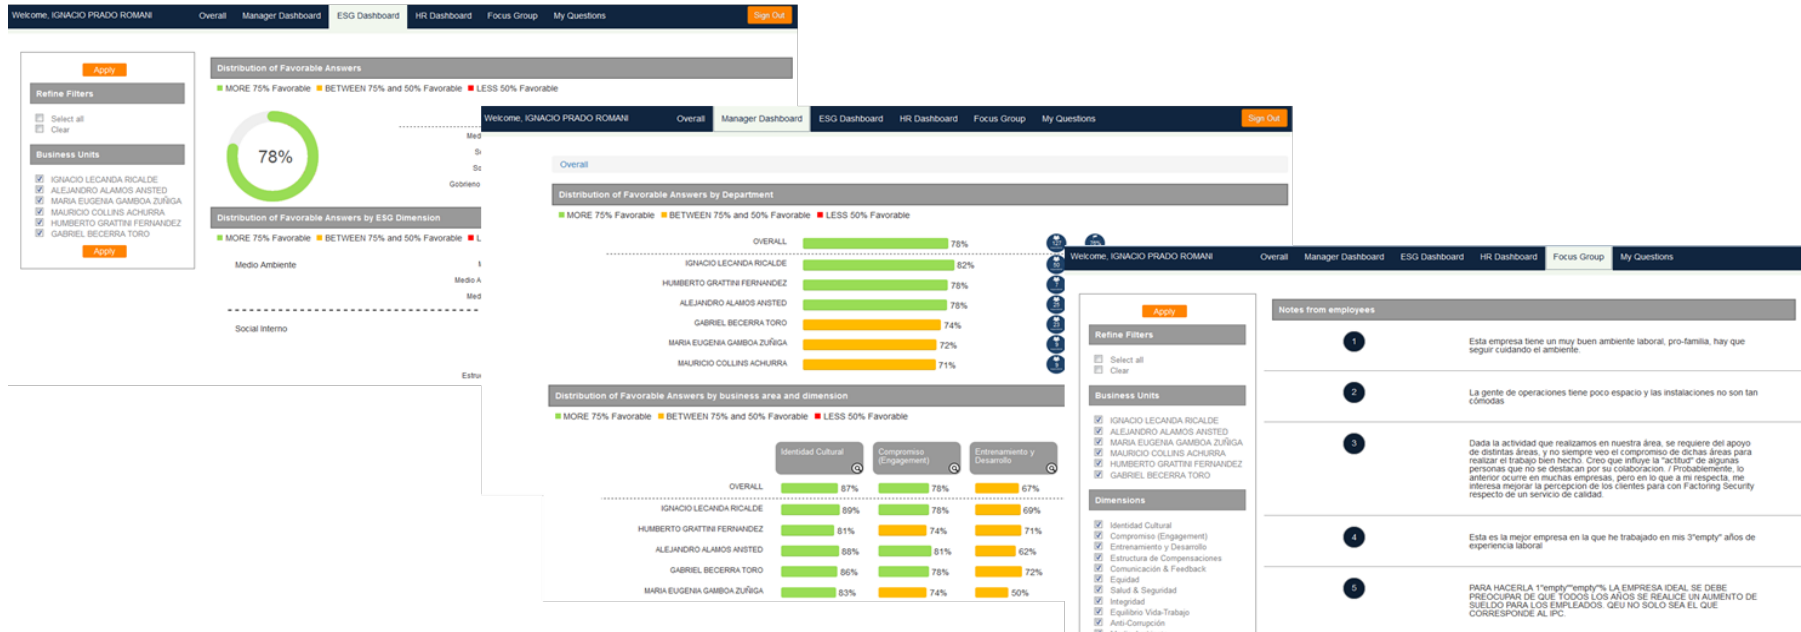 Welcome, IGNACIO PRADO ROMANI
Overall Manager Dashboard ESG Dashboard HR Dashboard Focus Group My Questions Sign Out
Apply
Refine Filters
Select all
Clear
Business Units
IGNACIO LECANDA RICALDE
ALEJANDRO ALAMOS ANSTED
MARIA EUGENIA GAMBOA ZUÑIGA
MAURICIO COLLINS ACHURRA
HUMBERTO GRATTINI FERNANDEZ
GABRIEL BECERRA TORO
Apply
Distribution of Favorable Answers
MORE 75% Favorable BETWEEN 75% and 50% Favorable LESS 50% Favorable
78%
Med
Gobrieno
Distribution of Favorable Answers by ESG Dimension
MORE 75% Favorable BETWEEN 75% and 50% Favorable L
Medio Ambiente
Medio A
Med
Social Interno
Estru
Welcome, IGNACIO PRADO ROMANI
Overall Manager Dashboard ESG Dashboard HR Dashboard Focus Group My Questions Sign Out
Overall
Distribution of Favorable Answers by Department
MORE 75% Favorable BETWEEN 75% and 50% Favorable LESS 50% Favorable
OVERALL 78% 127 78%
IGNACIO LECANDA RICALDE 82% 50
HUMBERTO GRATTINI FERNANDEZ 78% 7
ALEJANDRO ALAMOS ANSTED 78%
GABRIEL BECERRA TORO 74% 23
MARIA EUGENIA GAMBOA ZUÑIGA 72%
MAURICIO COLLINS ACHURRA 71%
Distribution of Favorable Answers by business area and dimension
MORE 75% Favorable BETWEEN 75% and 50% Favorable LESS 50% Favorable
Identidad Cultural
Compromiso
(Engagement)
Entrenamiento y
Desarrollo
OVERALL 87% 78% 67%
IGNACIO LECANDA RICALDE 89% 78% 69%
HUMBERTO GRATTINI FERNANDEZ 81% 74% 71%
ALEJANDRO ALAMOS ANSTED 88% 81% 62%
GABRIEL BECERRA TORO 86% 78% 72%
MARIA EUGENIA GAMBOA ZUÑIGA 83% 74% 50%
Welcome, IGNACIO PRADO ROMANI
Overall Manager Dashboard ESG Dashboard HR Dashboard Focus Group My Questions
Apply
Refine Filters
Select all
Clear
Business Units
IGNACIO LECANDA RICALDE
ALEJANDRO ALAMOS ANSTED
MARIA EUGENIA GAMBOA ZUÑIGA
MAURICIO COLLINS ACHURRA
HUMBERTO GRATTINI FERNANDEZ
GABRIEL BECERRA TORO
Dimensions
Identidad Cultural
Compromiso (Engagement)
Entrenamiento y Desarrollo
Estructura de Compensaciones
Comunicación & Feedback
Equidad
Salud & Seguridad
Integridad
Equilibrio Vida-Trabajo
Anti-Corrupción
Notes from employees
1
Esta empresa tiene un muy buen ambiente laboral, pro-familia, hay que
seguir cuidando el ambiente.
2
La gente de operaciones tiene poco espacio y las instalaciones no son tan
cómodas
3
Dada la actividad que realizamos en nuestra área, se requiere del apoyo
de distintas áreas, y no siempre veo el compromiso de dichas áreas para
realizar el trabajo bien hecho. Creo que influye la "actitud" de algunas
personas que no se destacan por su colaboracion. / Probablemente, lo
anterior ocurre en muchas empresas, pero en lo que a mi respecta, me
interesa mejorar la percepcion de los clientes para con Factoring Security
respecto de un servicio de calidad.
4
Esta es la mejor empresa en la que he trabajado en mis 3"empty" años de
experiencia laboral
5
PARA HACERLA 1"empty""empty"% LA EMPRESA IDEAL SE DEBE
PREOCUPAR DE QUE TODOS LOS AÑOS SE REALICE UN AUMENTO DE
SUELDO PARA LOS EMPLEADOS. QEU NO SOLO SEA EL QUE
CORRESPONDE AL IPC.